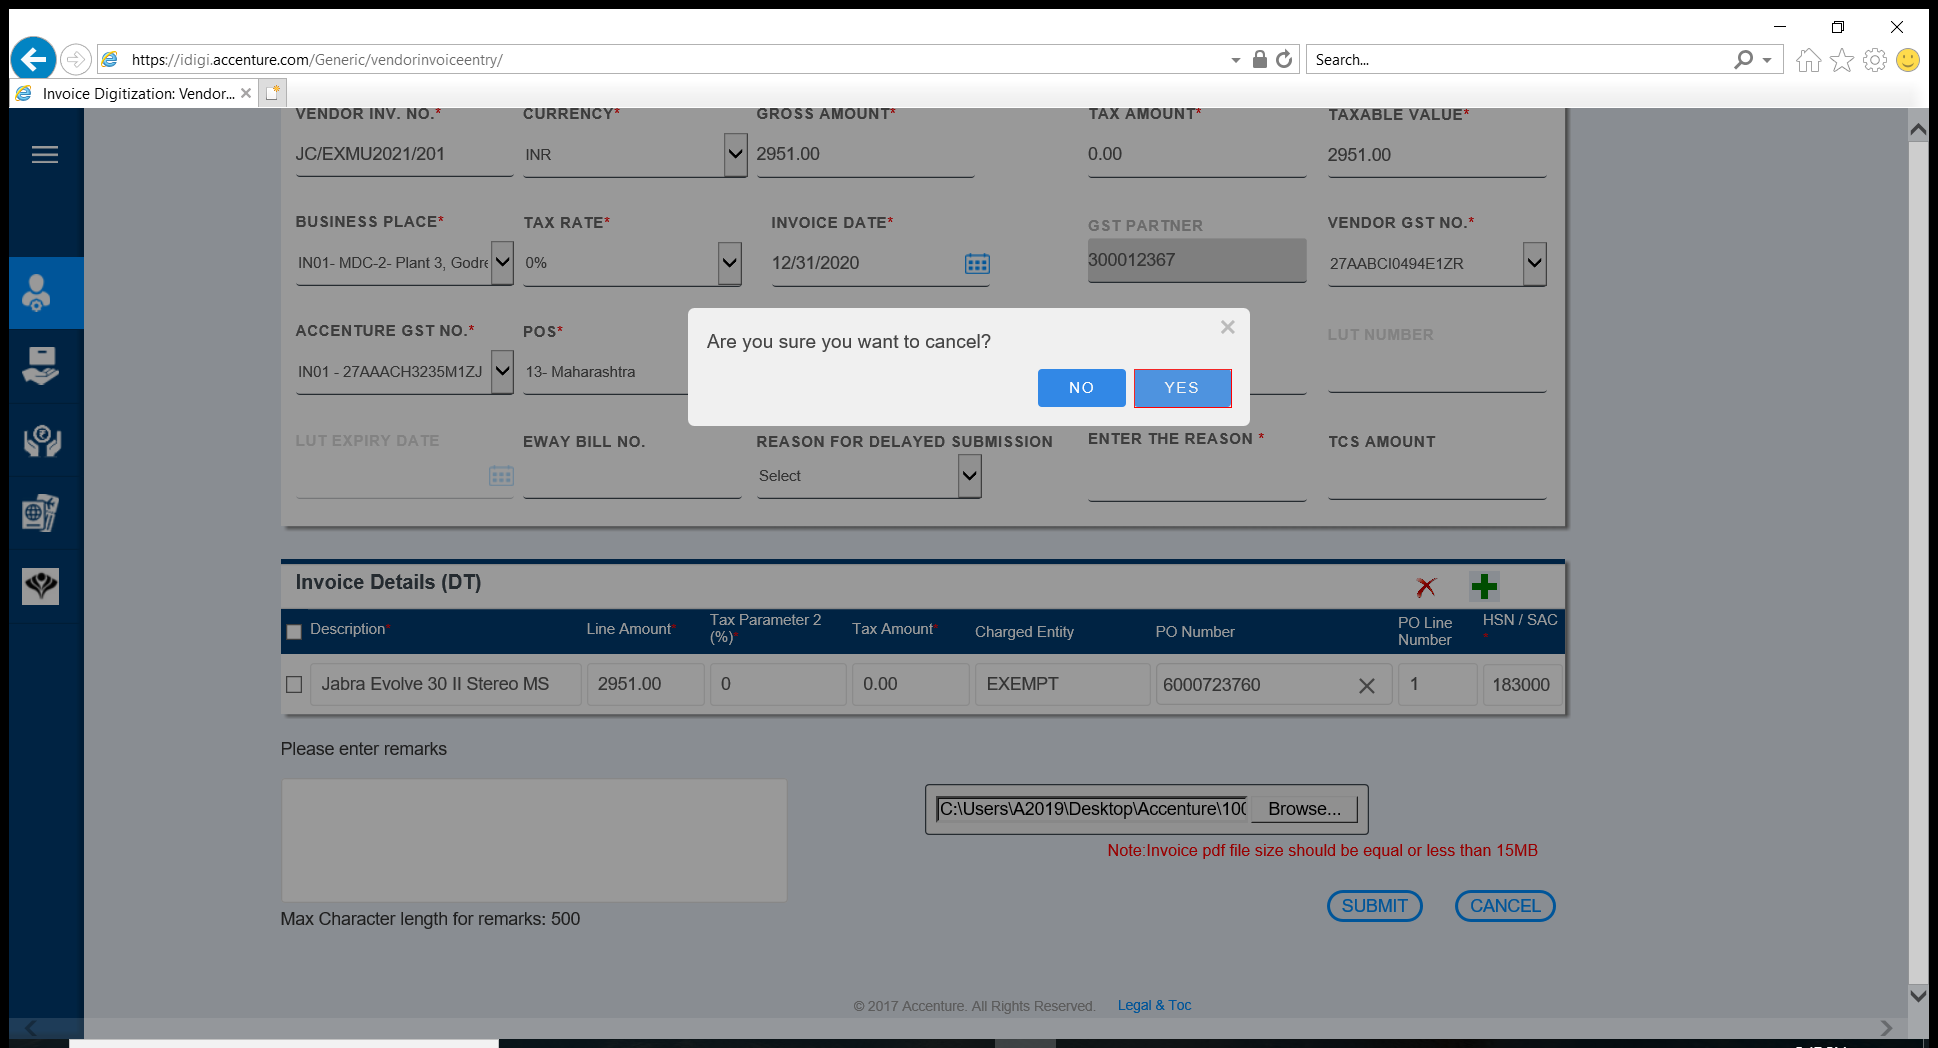 https://idigi.accenture.com/Generic/vendorinvoiceentry/
Search...
Invoice Digitization: Vendor...
VENDOR INV. NO.* CURRENCY* GROSS AMOUNT* TAX AMOUNT* TAXABLE VALUE*
JC/EXMU2021/201 INR 2951.00 0.00 2951.00
BUSINESS PLACE* TAX RATE* INVOICE DATE* GST PARTNER VENDOR GST NO.*
IN01- MDC-2- Plant 3, Godre 0% 12/31/2020 300012367 27AABCI0494E1ZR
ACCENTURE GST NO.* POS* LUT NUMBER
IN01 - 27AAACH3235M1ZJ 13- Maharashtra
Are you sure you want to cancel?
NO YES
LUT EXPIRY DATE EWAY BILL NO. REASON FOR DELAYED SUBMISSION ENTER THE REASON * TCS AMOUNT
Select
Invoice Details (DT)
Description* Line Amount* Tax Parameter 2 (%)* Tax Amount* Charged Entity PO Number PO Line Number HSN / SAC *
Jabra Evolve 30 II Stereo MS 2951.00 0 0.00 EXEMPT 6000723760 1 183000
Please enter remarks
C:\Users\A2019\Desktop\Accenture\100 Browse...
Note:Invoice pdf file size should be equal or less than 15MB
SUBMIT CANCEL
Max Character length for remarks: 500
© 2017 Accenture. All Rights Reserved. Legal & Toc